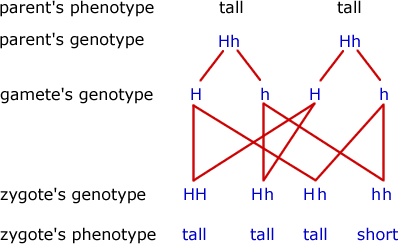 parent's phenotype tall tall
parent's genotype Hh Hh
gamete's genotype H h H h
zygote's genotype HH Hh Hh hh
zygote's phenotype tall tall tall short